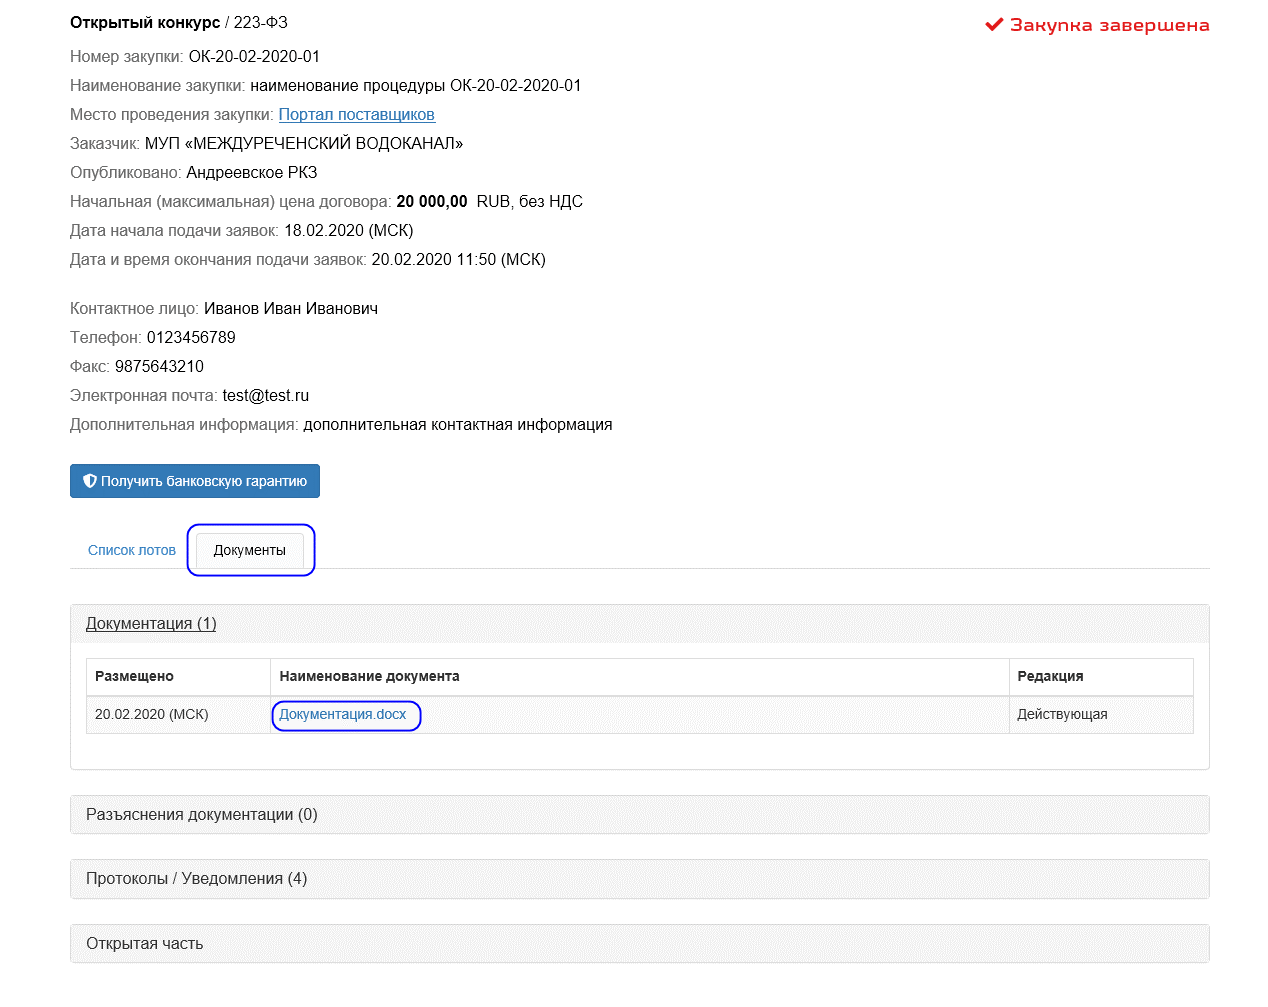 Открытый конкурс / 223-ФЗ
Закупка завершена
Номер закупки: ОК-20-02-2020-01
Наименование закупки: наименование процедуры ОК-20-02-2020-01
Место проведения закупки: Портал поставщиков
Заказчик: МУП «МЕЖДУРЕЧЕНСКИЙ ВОДОКАНАЛ»
Опубликовано: Андреевское РКЗ
Начальная (максимальная) цена договора: 20 000,00 RUB, без НДС
Дата начала подачи заявок: 18.02.2020 (МСК)
Дата и время окончания подачи заявок: 20.02.2020 11:50 (МСК)
Контактное лицо: Иванов Иван Иванович
Телефон: 0123456789
Факс: 9875643210
Электронная почта: test@test.ru
Дополнительная информация: дополнительная контактная информация
Получить банковскую гарантию
Список лотов Документы
Документация (1)
Размещено Наименование документа Редакция
20.02.2020 (МСК) Документация.docx Действующая
Разъяснения документации (0)
Протоколы / Уведомления (4)
Открытая часть